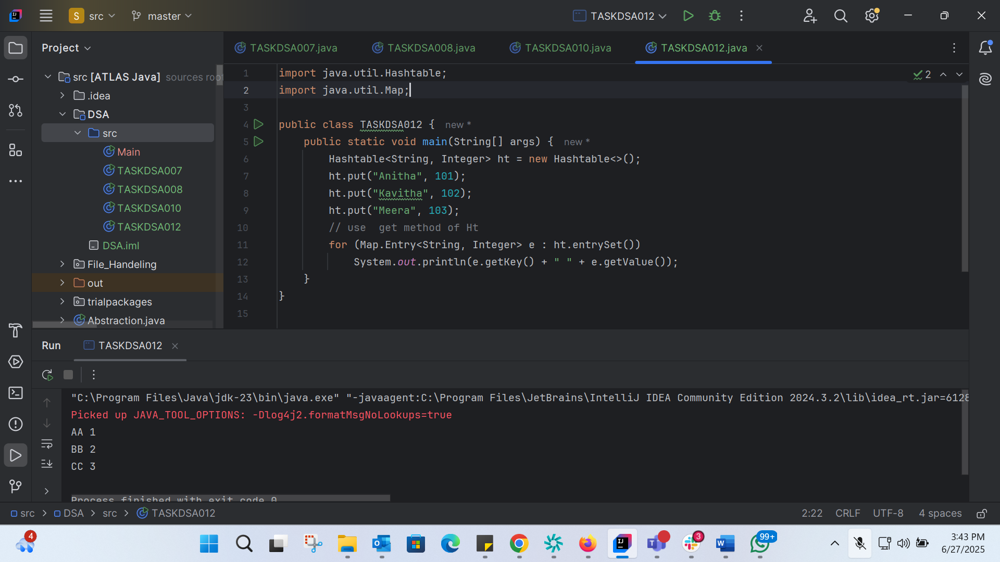 S src master TASKDSA012
Project
TASKDSA007.java TASKDSA008.java TASKDSA010.java TASKDSA012.java
src [ATLAS Java] sources roo
.idea
DSA
src
Main
TASKDSA007
TASKDSA008
TASKDSA010
TASKDSA012
DSA.iml
File_Handeling
out
trialpackages
Abstraction.java
2
1 import java.util.Hashtable;
2 import java.util.Map;
3
4 public class TASKDSA012 { new *
5 public static void main(String[] args) { new *
6 Hashtable<String, Integer> ht = new Hashtable<>();
7 ht.put("Anitha", 101);
8 ht.put("Kavitha", 102);
9 ht.put("Meera", 103);
10 // use  get method of Ht
11 for (Map.Entry<String, Integer> e : ht.entrySet())
12 System.out.println(e.getKey() + " " + e.getValue());
13 }
14 }
15
Run TASKDSA012
"C:\Program Files\Java\jdk-23\bin\java.exe" "-javaagent:C:\Program Files\JetBrains\IntelliJ IDEA Community Edition 2024.3.2\lib\idea_rt.jar=6128
Picked up JAVA_TOOL_OPTIONS: -Dlog4j2.formatMsgNoLookups=true
AA 1
BB 2
CC 3
Process finished with exit code 0
src > DSA > src > TASKDSA012 2:22 CRLF UTF-8 4 spaces
4
3
99+
3:43 PM
6/27/2025